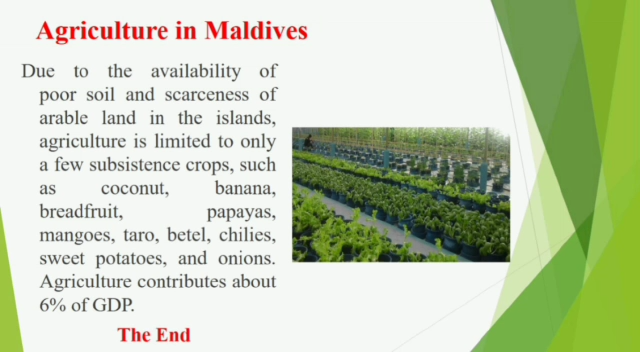 Agriculture in Maldives
Due to the availability of
poor soil and scarceness of
arable land in the islands,
agriculture is limited to only
a few subsistence crops, such
as coconut, banana,
breadfruit, papayas,
mangoes, taro, betel, chilies,
sweet potatoes, and onions.
Agriculture contributes about
6% of GDP.
The End